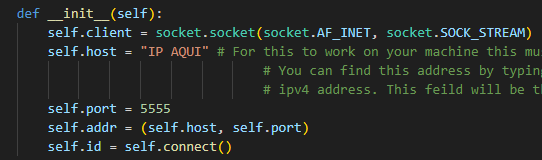 def __init__(self):
self.client = socket.socket(socket.AF_INET, socket.SOCK_STREAM)
self.host = "IP AQUI" # For this to work on your machine this mu
# You can find this address by typing
# ipv4 address. This feild will be th
self.port = 5555
self.addr = (self.host, self.port)
self.id = self.connect()